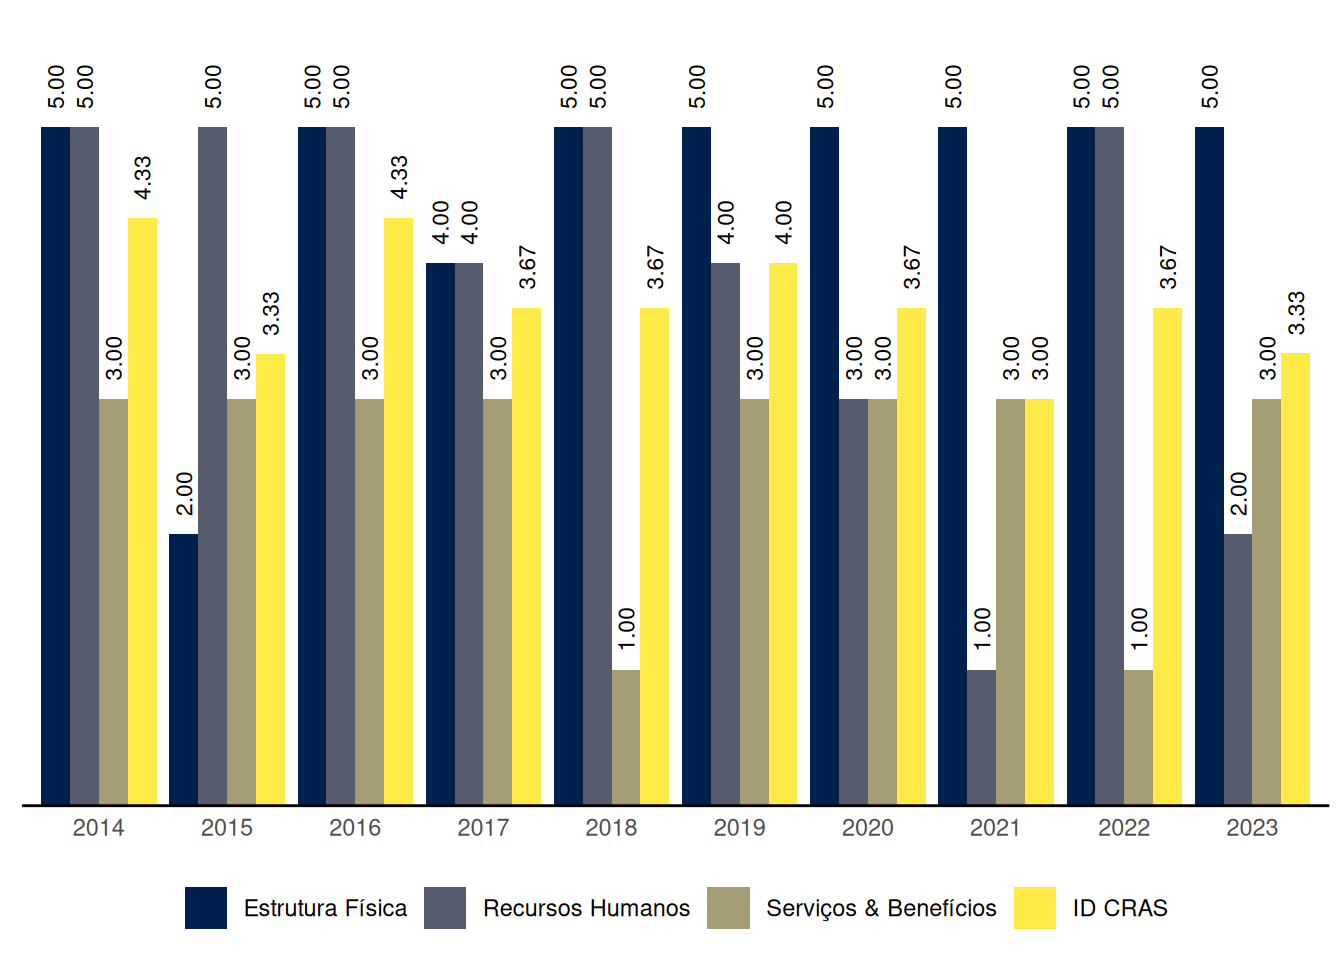 5.00 5.00 3.00 4.33
2.00 5.00 3.00 3.33
5.00 5.00 3.00 4.33
4.00 4.00 3.00 3.67
5.00 5.00 1.00 3.67
5.00 4.00 3.00 4.00
5.00 3.00 3.00 3.67
5.00 1.00 3.00 3.00
5.00 5.00 1.00 3.67
5.00 2.00 3.00 3.33
2014 2015 2016 2017 2018 2019 2020 2021 2022 2023
Estrutura Física Recursos Humanos Serviços & Benefícios ID CRAS